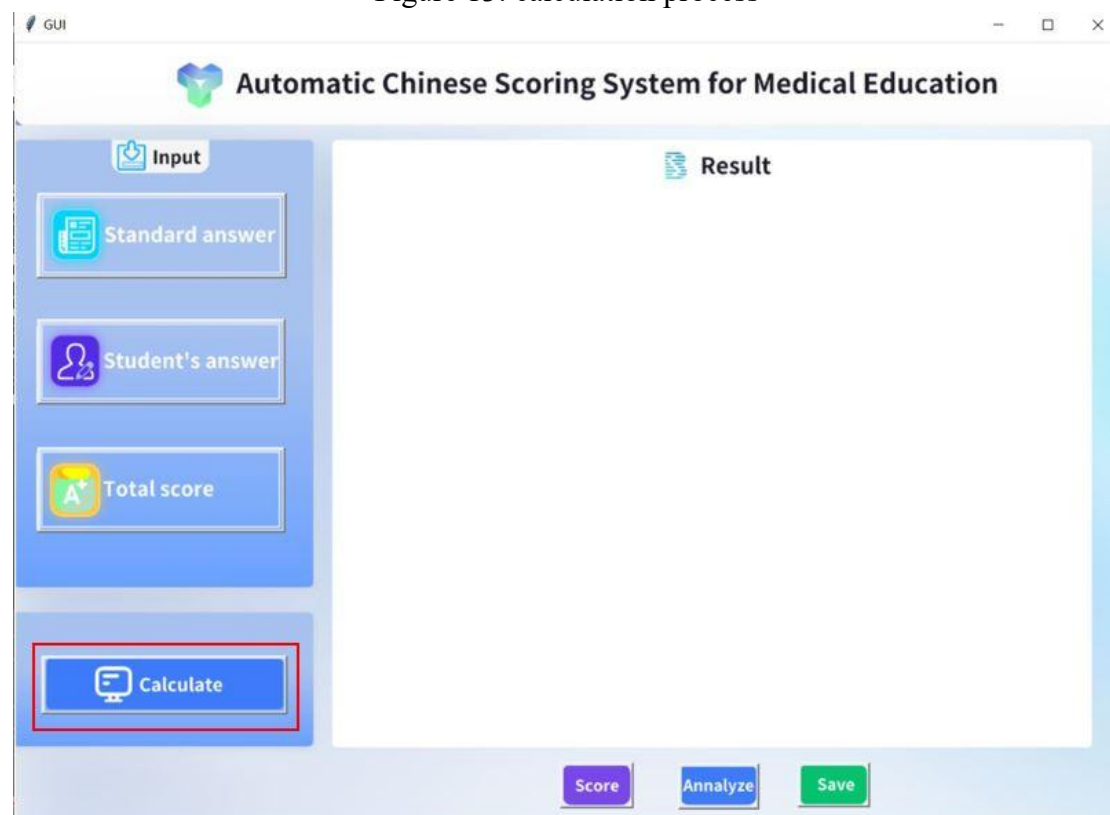 GUI
Automatic Chinese Scoring System for Medical Education
Input
Result
Standard answer
Student's answer
A+
Total score
Calculate
Score
Annalyze
Save